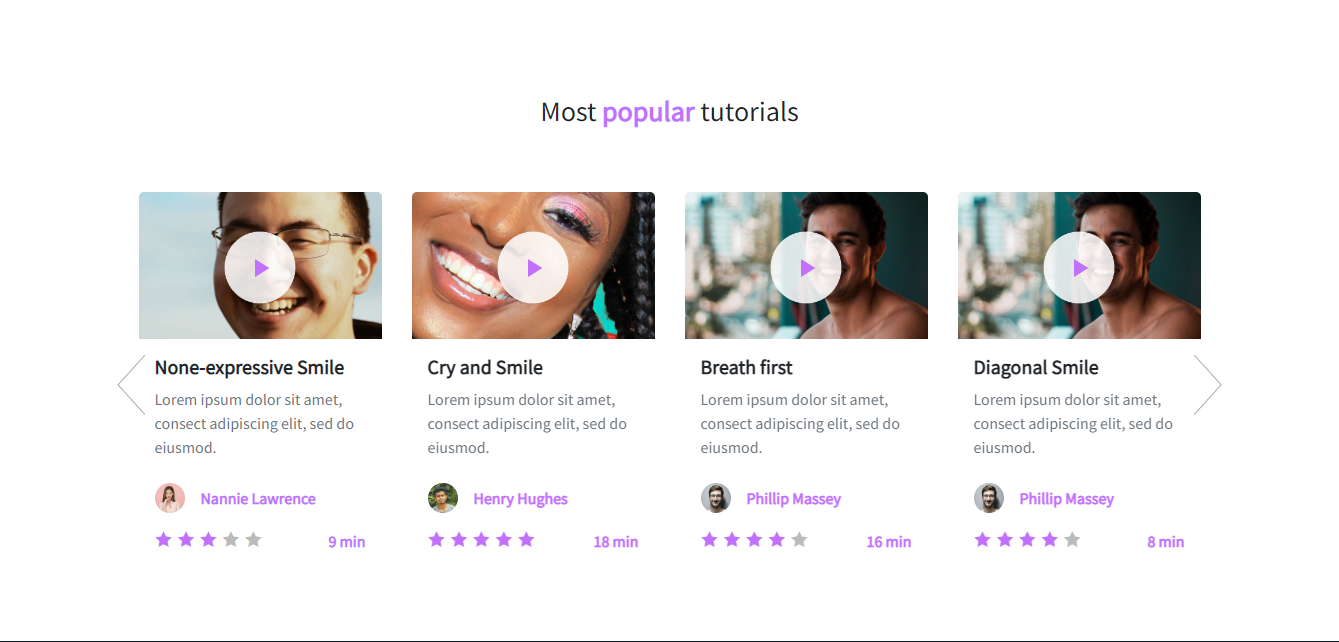 Most popular tutorials
None-expressive Smile
Lorem ipsum dolor sit amet,
consect adipiscing elit, sed do
eiusmod.
Nannie Lawrence
9 min
Cry and Smile
Lorem ipsum dolor sit amet,
consect adipiscing elit, sed do
eiusmod.
Henry Hughes
18 min
Breath first
Lorem ipsum dolor sit amet,
consect adipiscing elit, sed do
eiusmod.
Phillip Massey
16 min
Diagonal Smile
Lorem ipsum dolor sit amet,
consect adipiscing elit, sed do
eiusmod.
Phillip Massey
8 min